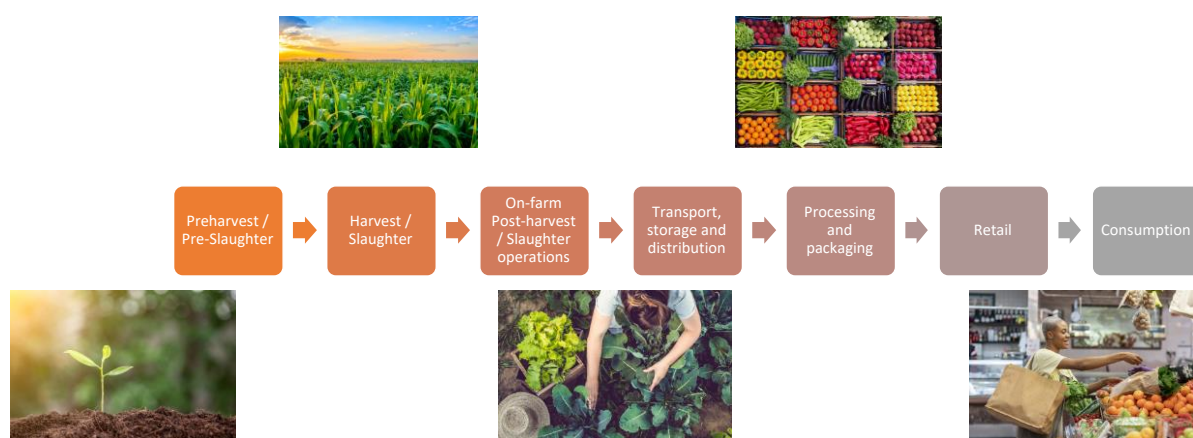 Preharvest /
Pre-Slaughter
Harvest /
Slaughter
On-farm
Post-harvest
/ Slaughter
operations
Transport,
storage and
distribution
Processing
and
packaging
Retail
Consumption